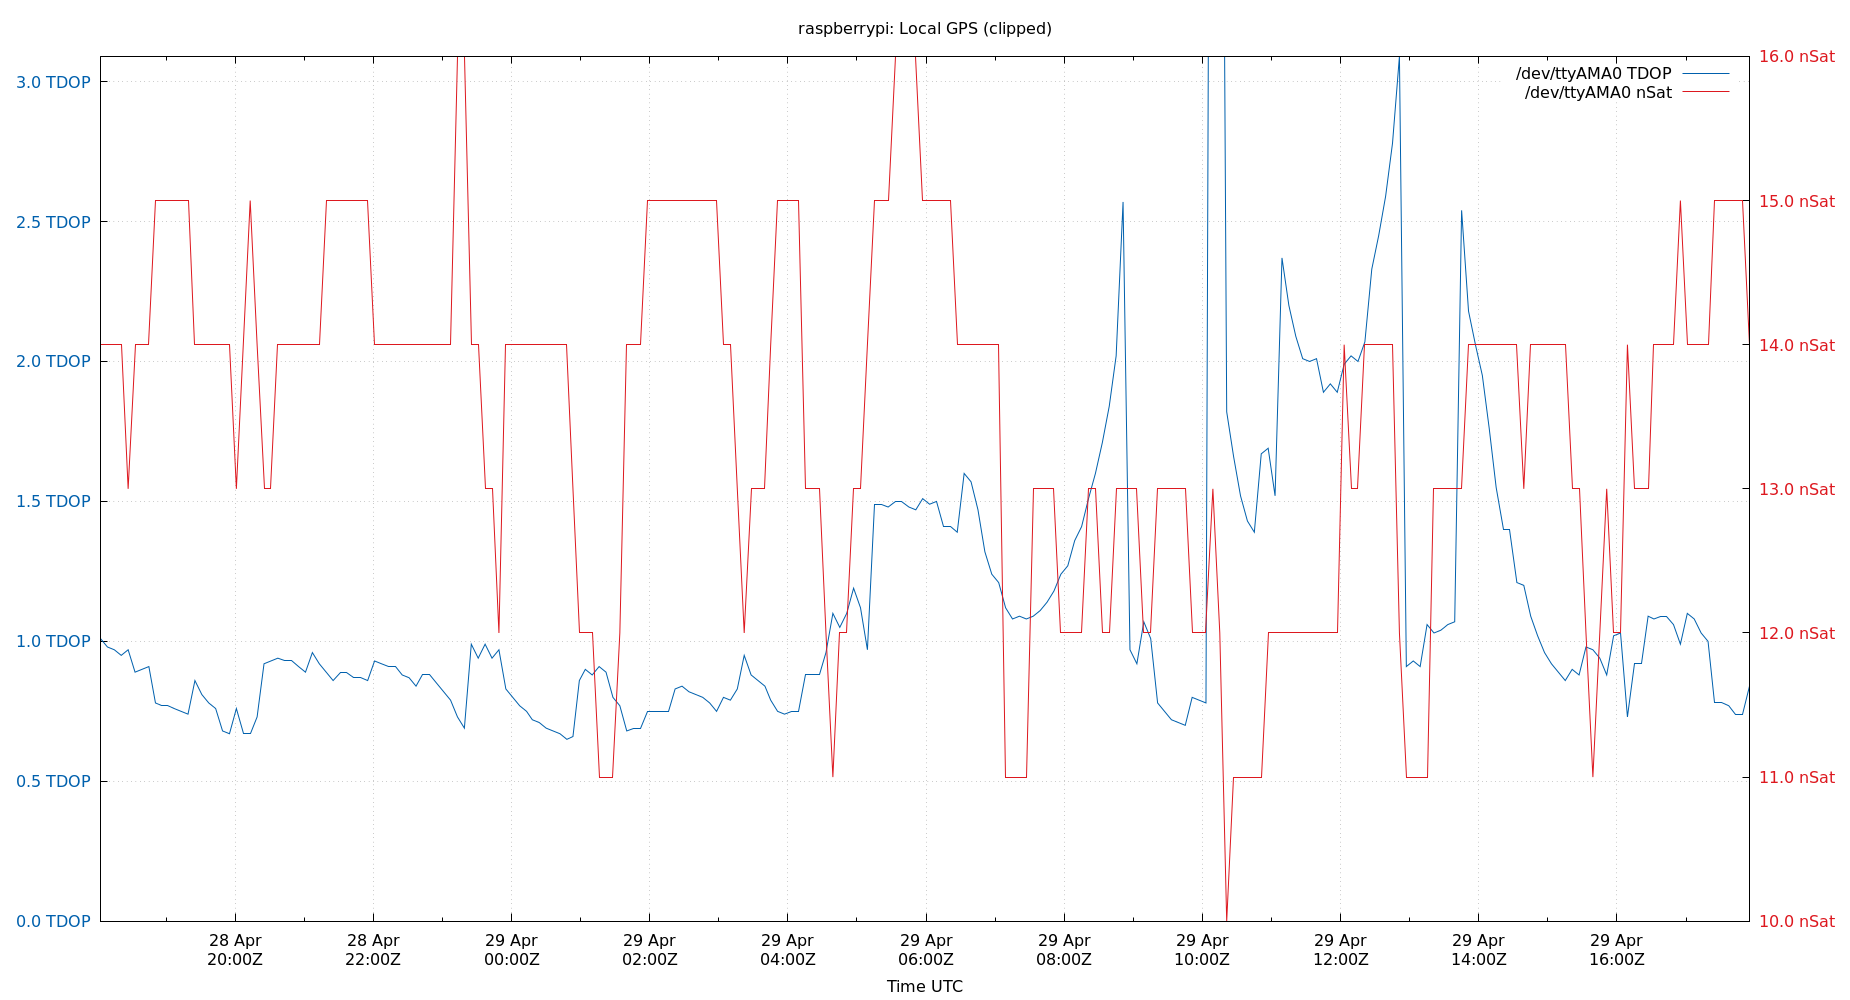 raspberrypi: Local GPS (clipped)
3.0 TDOP
2.5 TDOP
2.0 TDOP
1.5 TDOP
1.0 TDOP
0.5 TDOP
0.0 TDOP
16.0 nSat
15.0 nSat
14.0 nSat
13.0 nSat
12.0 nSat
11.0 nSat
10.0 nSat
/dev/ttyAMA0 TDOP
/dev/ttyAMA0 nSat
28 Apr
20:00Z
28 Apr
22:00Z
29 Apr
00:00Z
29 Apr
02:00Z
29 Apr
04:00Z
29 Apr
06:00Z
29 Apr
08:00Z
29 Apr
10:00Z
29 Apr
12:00Z
29 Apr
14:00Z
29 Apr
16:00Z
Time UTC